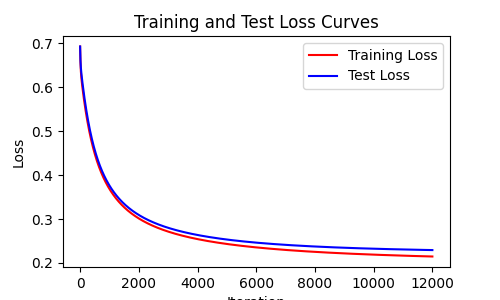 Training and Test Loss Curves
0.7
0.6
0.5
0.4
0.3
0.2
Loss
Training Loss
Test Loss
0 2000 4000 6000 8000 10000 12000
Iteration